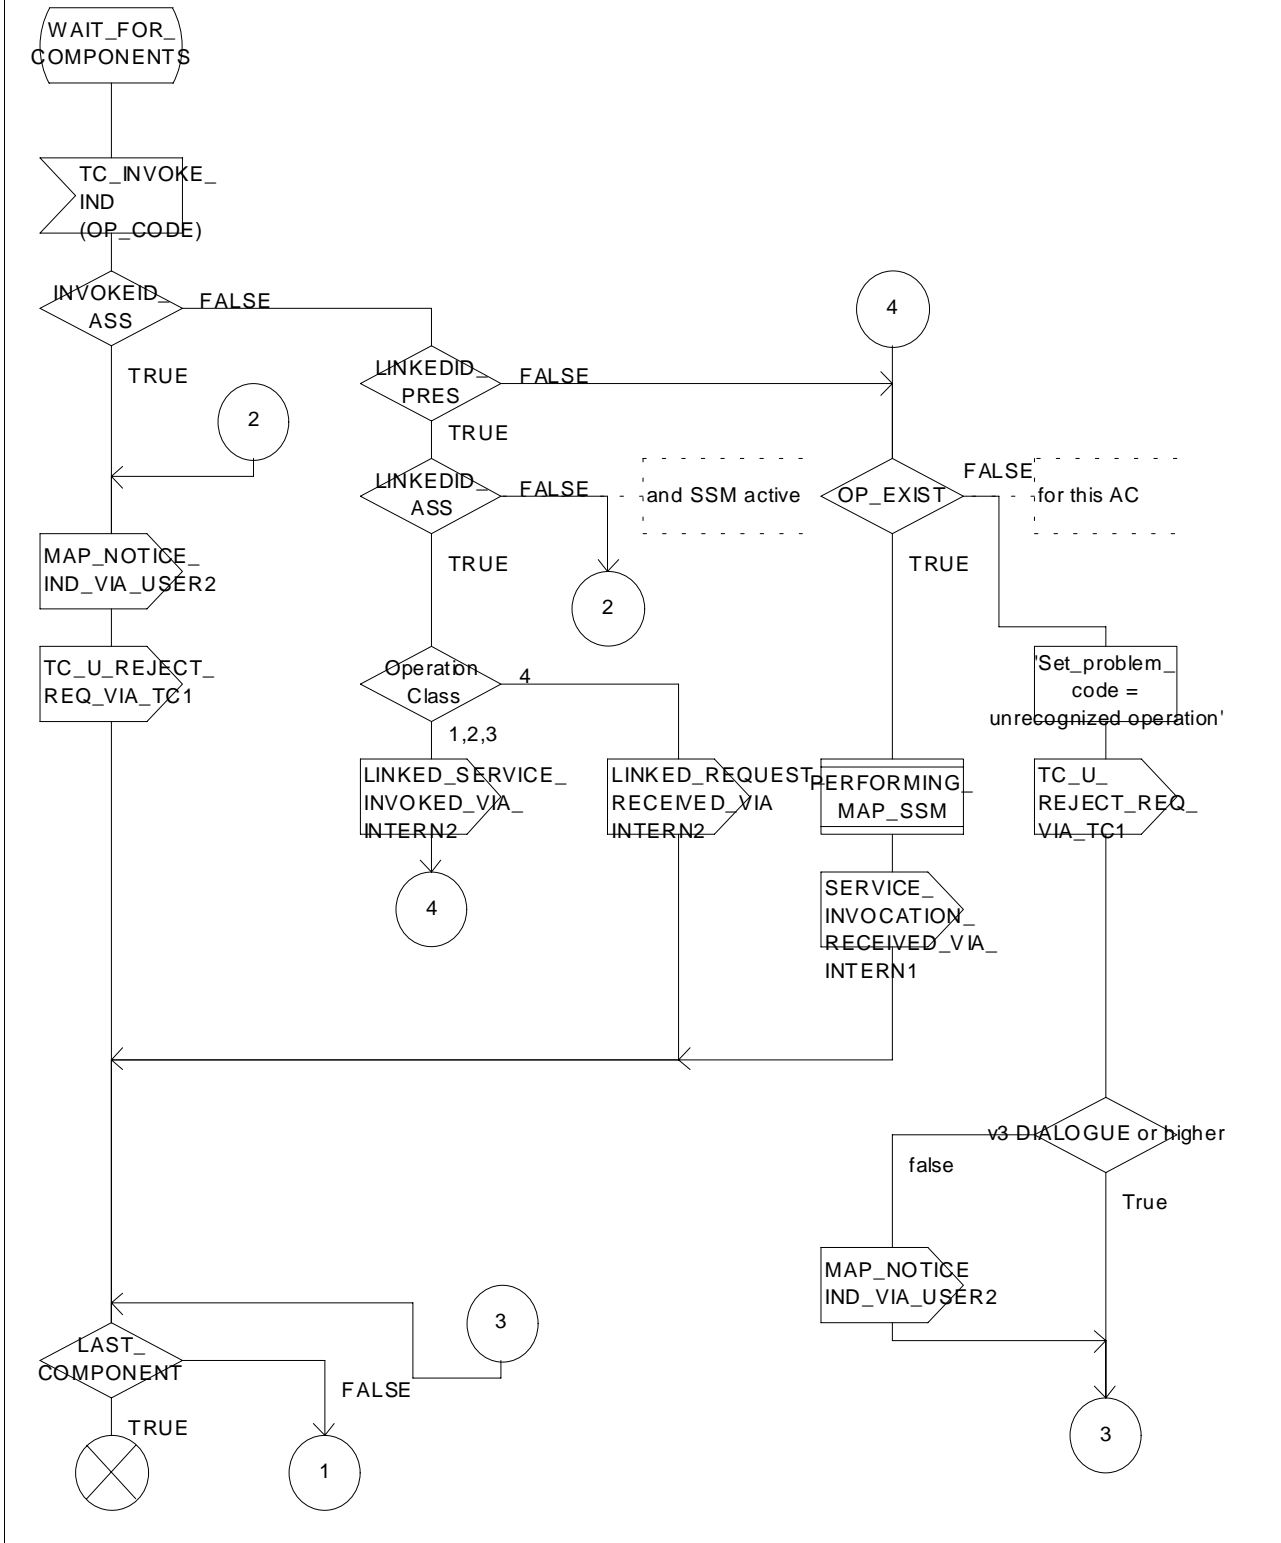 WAIT_FOR_
COMPONENTS
TC_INVOKE_
IND
(OP_CODE)
INVOKEID_
ASS
FALSE
4
TRUE
LINKEDID_
PRES
FALSE
2
TRUE
LINKEDID_
ASS
FALSE
and SSM active
OP_EXIST
FALSE
for this AC
MAP_NOTICE_
IND_VIA_USER2
TRUE
2
TRUE
TC_U_REJECT_
REQ_VIA_TC1
Operation
Class
4
1,2,3
'Set_problem_
code =
unrecognized operation'
LINKED_SERVICE_
INVOKED_VIA_
INTERN2
LINKED_REQUEST_
RECEIVED_VIA
INTERN2
PERFORMING_
MAP_SSM
TC_U_
REJECT_REQ_
VIA_TC1
4
SERVICE_
INVOCATION_
RECEIVED_VIA_
INTERN1
v3 DIALOGUE or higher
false
True
MAP_NOTICE
IND_VIA_USER2
3
LAST_
COMPONENT
FALSE
TRUE
1
3